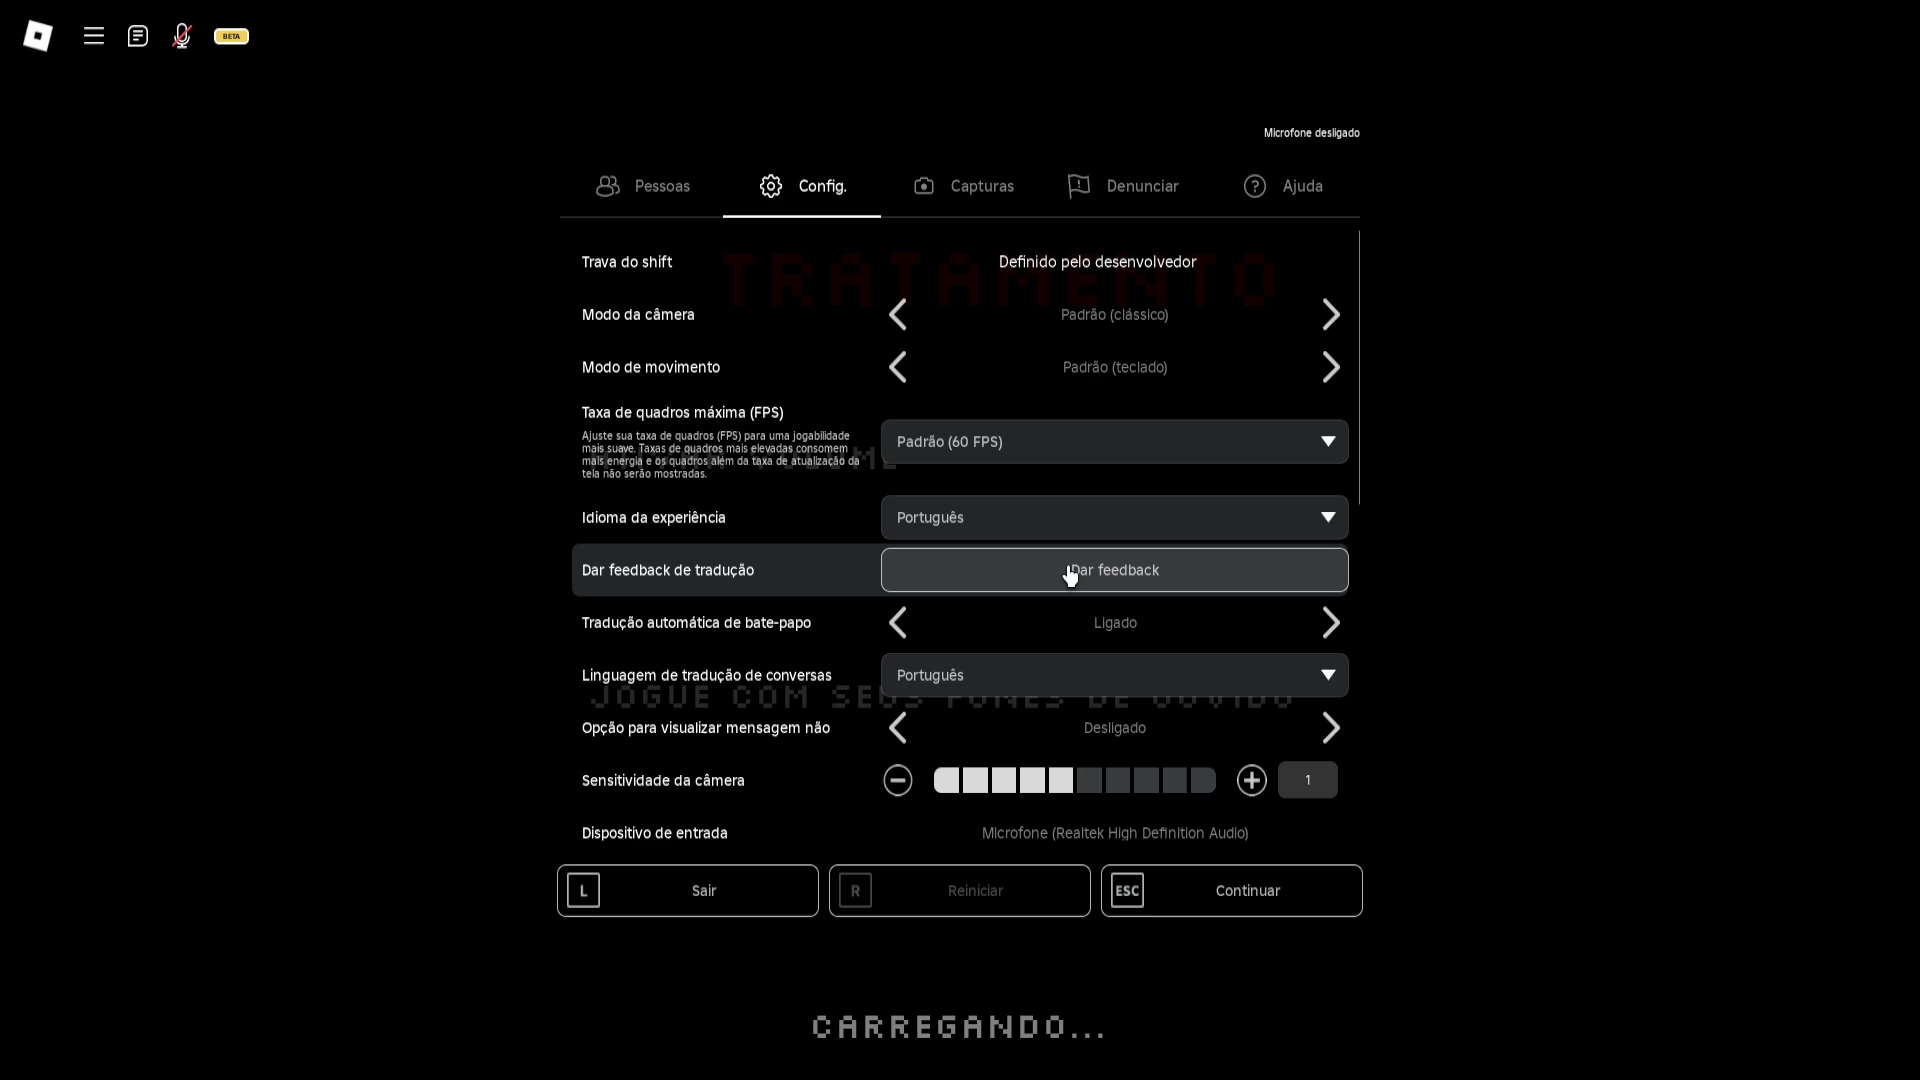 BETA
Microfone desligado
Pessoas
Config.
Capturas
Denunciar
Ajuda
TRATAMENTO
Trava do shift
Definido pelo desenvolvedor
Modo da câmera
Padrão (clássico)
Modo de movimento
Padrão (teclado)
Taxa de quadros máxima (FPS)
Ajuste sua taxa de quadros (FPS) para uma jogabilidade
mais suave. Taxas de quadros mais elevadas consomem
mais energia e os quadros além da taxa de atualização da
tela não serão mostradas.
Padrão (60 FPS)
Idioma da experiência
Português
Dar feedback de tradução
Dar feedback
Tradução automática de bate-papo
Ligado
Linguagem de tradução de conversas
Português
JOGUE COM SEUS FONES DE OUVIDO
Opção para visualizar mensagem não
Desligado
Sensitividade da câmera
1
Dispositivo de entrada
Microfone (Realtek High Definition Audio)
L
Sair
R
Reiniciar
ESC
Continuar
CARREGANDO...